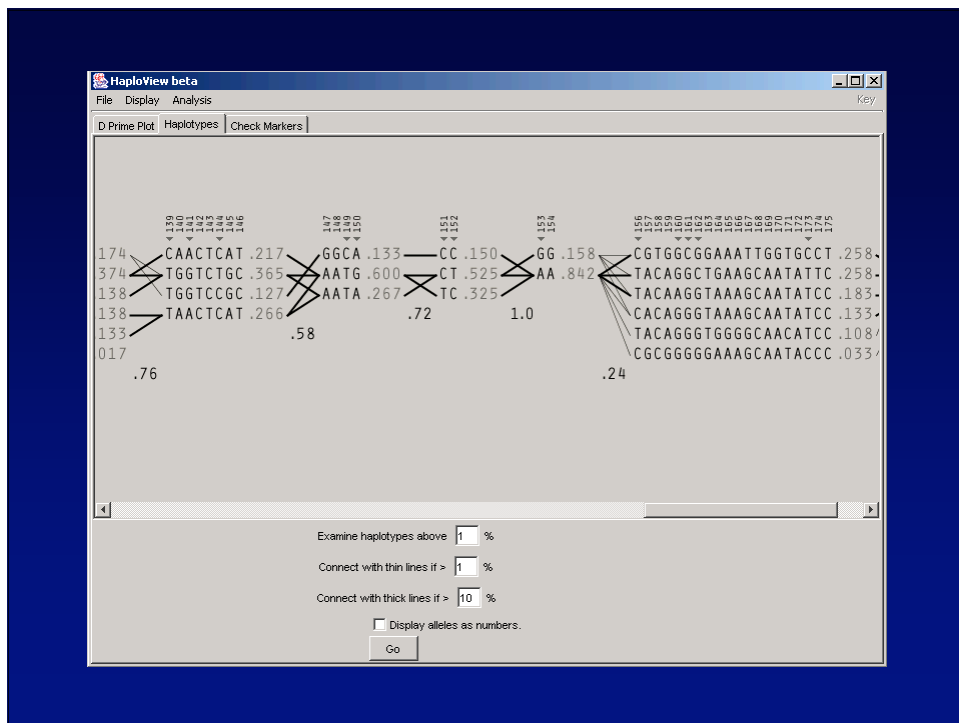 HaploView beta
File Display Analysis Key
D Prime Plot Haplotypes Check Markers
139 140 141 142 143 144 145 146 147 148 149 150 151 152 153 154 156 157 158 159 160 161 162 163 164 165 166 167 168 169 170 171 172 173 174 175
.174 CAACTCAT .217 GGCA .133 CC .150 GG .158 CGTGGCGGAAATTGGTGCCT .258
.374 TGGTCTGC .365 AATG .600 CT .525 AA .842 TACAGGCTGAAGCAATATTC .258
.138 TGGTCCGC .127 AATA .267 TC .325 TACAAGGTAAAGCAATATCC .183
.138 TAACTCAT .266 .72 1.0 CACAGGGTAAAGCAATATCC .133
.133 .58 TACAGGGTGGGGCAACATCC .108
.017 CGCGGGGGAAAGCAATACCC .033
.76 .24
Examine haplotypes above 1 %
Connect with thin lines if > 1 %
Connect with thick lines if > 10 %
Display alleles as numbers.
Go